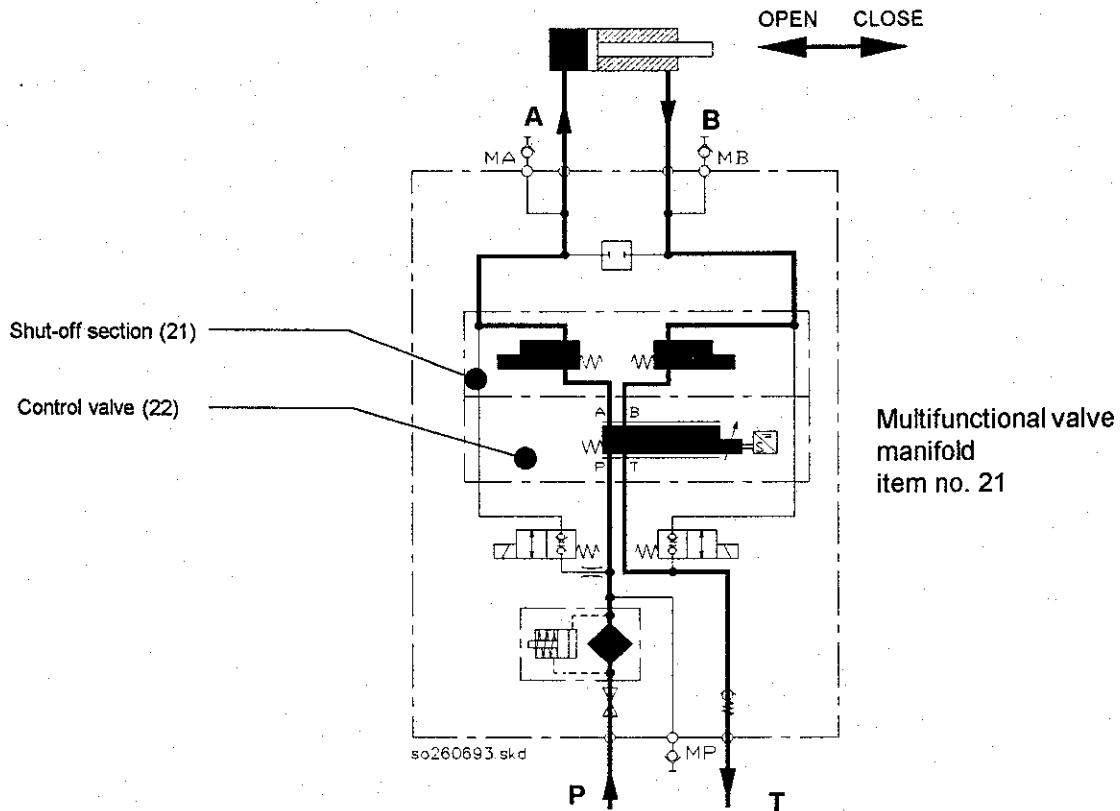 OPEN CLOSE
A B
MA MB
Shut-off section (21)
Control valve (22)
A B
P T
Multifunctional valve
manifold
item no. 21
so260693.skd
MP
P T